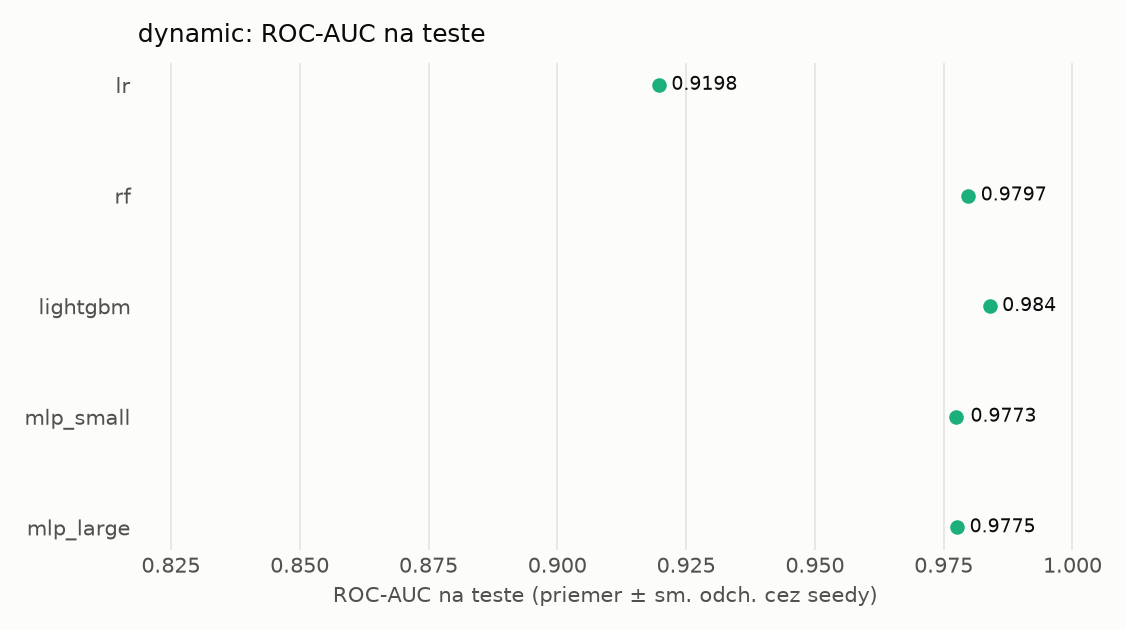 dynamic: ROC-AUC na teste
lr
0.9198
rf
0.9797
lightgbm
0.984
mlp_small
0.9773
mlp_large
0.9775
0.825 0.850 0.875 0.900 0.925 0.950 0.975 1.000
ROC-AUC na teste (priemer ± sm. odch. cez seedy)